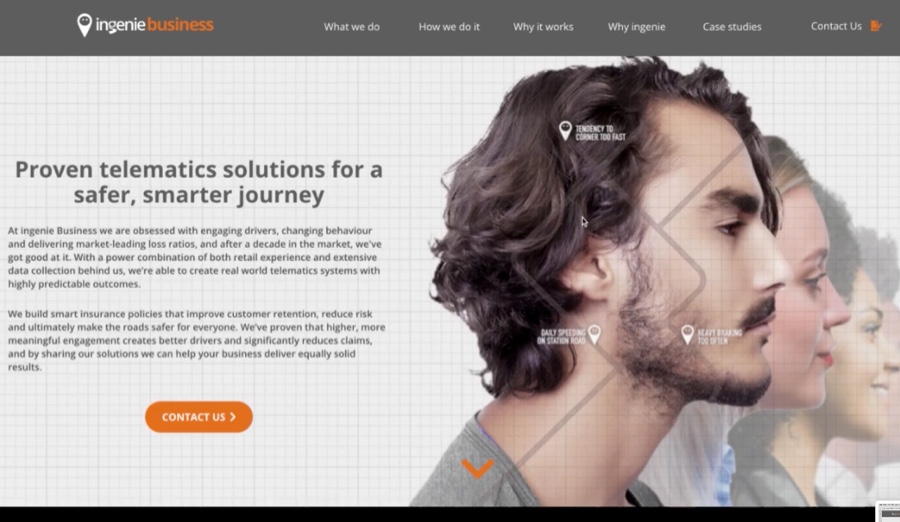 ingenie business
What we do
How we do it
Why it works
Why ingenie
Case studies
Contact Us
TENDENCY TO
CORNER TOO FAST
Proven telematics solutions for a
safer, smarter journey
At ingenie Business we are obsessed with engaging drivers, changing behaviour
and delivering market-leading loss ratios, and after a decade in the market, we've
got good at it. With a power combination of both retail experience and extensive
data collection behind us, we're able to create real world telematics systems with
highly predictable outcomes.
We build smart insurance policies that improve customer retention, reduce risk
and ultimately make the roads safer for everyone. We've proven that higher, more
meaningful engagement creates better drivers and significantly reduces claims,
and by sharing our solutions we can help your business deliver equally solid
results.
DAILY SPEEDING
ON STATION ROAD
HEAVY BRAKING
TOO OFTEN
CONTACT US